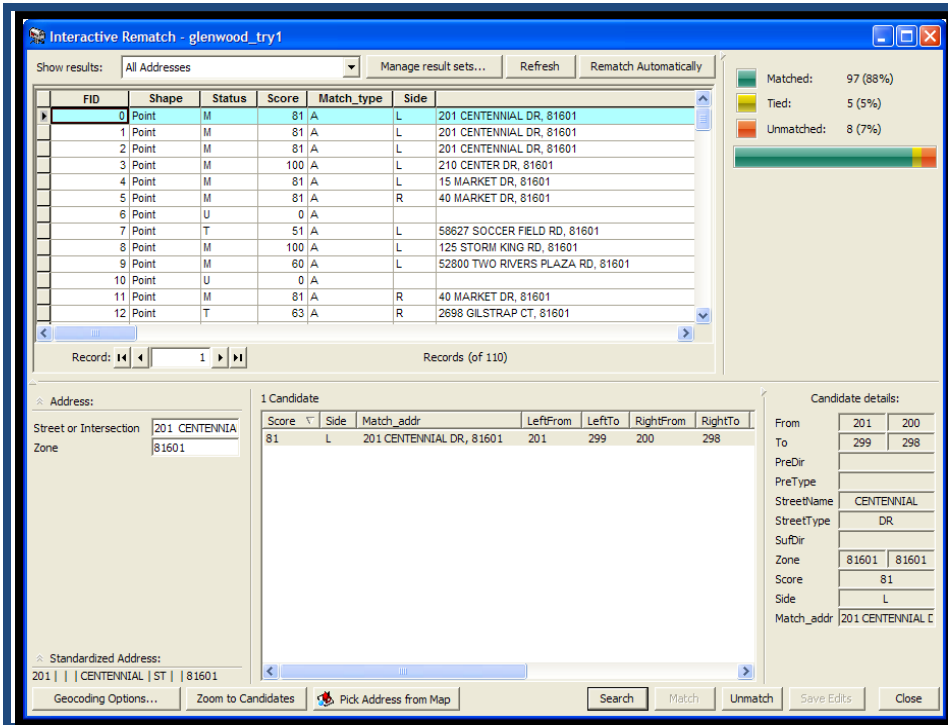 Interactive Rematch - glenwood_try1
Show results: All Addresses Manage result sets... Refresh Rematch Automatically
FID Shape Status Score Match_type Side
0 Point M 81 A L 201 CENTENNIAL DR, 81601
1 Point M 81 A L 201 CENTENNIAL DR, 81601
2 Point M 81 A L 201 CENTENNIAL DR, 81601
3 Point M 100 A L 210 CENTER DR, 81601
4 Point M 81 A L 15 MARKET DR, 81601
5 Point M 81 A R 40 MARKET DR, 81601
6 Point U 0 A
7 Point T 51 A L 58627 SOCCER FIELD RD, 81601
8 Point M 100 A L 125 STORM KING RD, 81601
9 Point M 60 A L 52800 TWO RIVERS PLAZA RD, 81601
10 Point U 0 A
11 Point M 81 A R 40 MARKET DR, 81601
12 Point T 63 A R 2698 GILSTRAP CT, 81601
Record: 1 Records (of 110)
Matched: 97 (88%)
Tied: 5 (5%)
Unmatched: 8 (7%)
Address:
Street or Intersection 201 CENTENNIA
Zone 81601
Standardized Address:
201 | | | CENTENNIAL | ST | | 81601
1 Candidate
Score Side Match_addr LeftFrom LeftTo RightFrom RightTo
81 L 201 CENTENNIAL DR, 81601 201 299 200 298
Candidate details:
From 201 200
To 299 298
PreDir
PreType
StreetName CENTENNIAL
StreetType DR
SufDir
Zone 81601 81601
Score 81
Side L
Match_addr 201 CENTENNIAL D
Geocoding Options... Zoom to Candidates Pick Address from Map Search Match Unmatch Save Edits Close